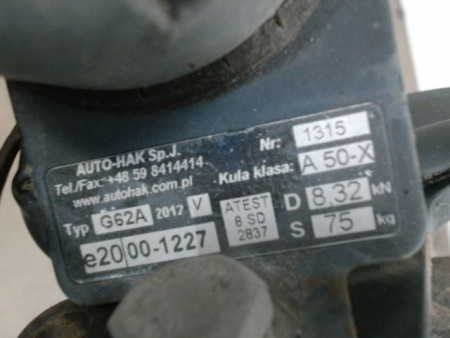 AUTO-HAK Sp.J.
Tel./Fax.: +48 59 8414414
www.autohak.com.pl
Nr: 1315
Kula klasa: A 50-X
Typ G62A 2012 V
ATEST
8 SD
2837
D 8,32 kN
S 75 kg
e20 00-1227